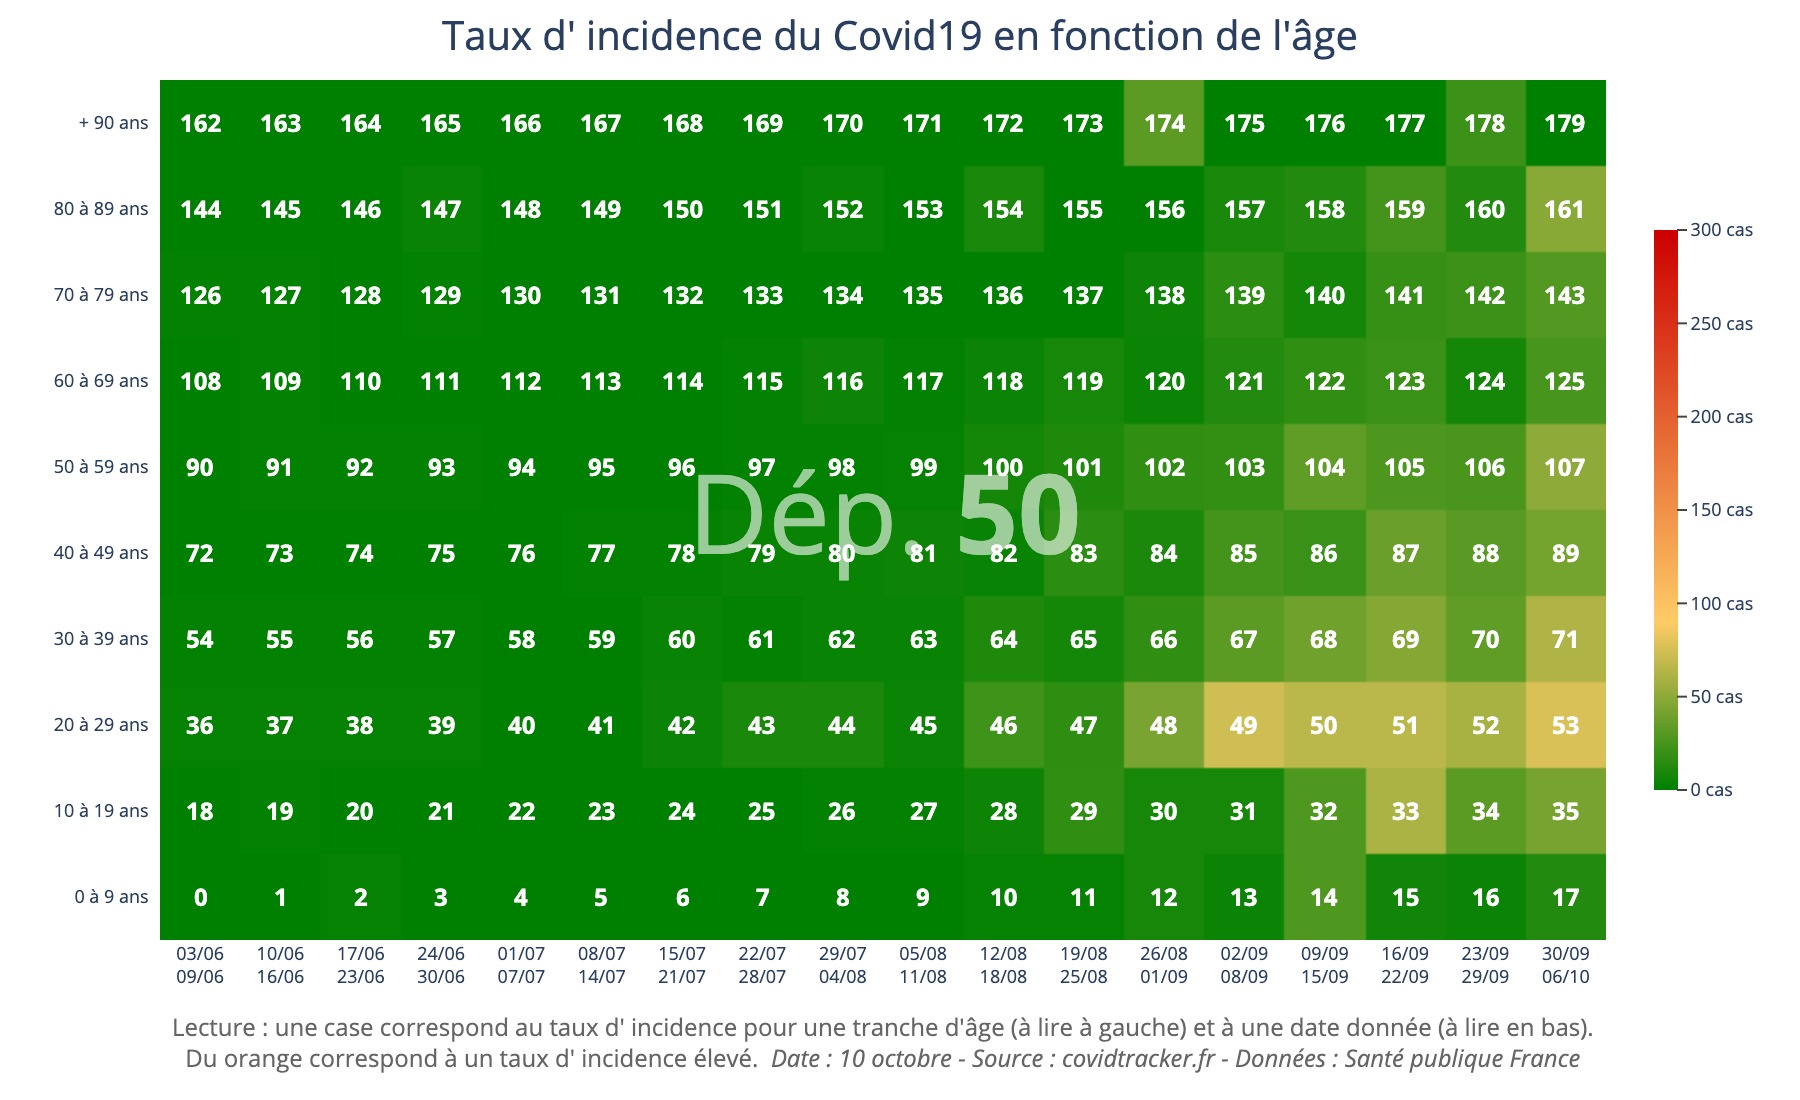 Taux d' incidence du Covid19 en fonction de l'âge
+ 90 ans 162 163 164 165 166 167 168 169 170 171 172 173 174 175 176 177 178 179
80 à 89 ans 144 145 146 147 148 149 150 151 152 153 154 155 156 157 158 159 160 161
300 cas
70 à 79 ans 126 127 128 129 130 131 132 133 134 135 136 137 138 139 140 141 142 143
250 cas
60 à 69 ans 108 109 110 111 112 113 114 115 116 117 118 119 120 121 122 123 124 125
200 cas
50 à 59 ans 90 91 92 93 94 95 96 97 98 99 100 101 102 103 104 105 106 107
Dép. 50
150 cas
40 à 49 ans 72 73 74 75 76 77 78 79 80 81 82 83 84 85 86 87 88 89
100 cas
30 à 39 ans 54 55 56 57 58 59 60 61 62 63 64 65 66 67 68 69 70 71
50 cas
20 à 29 ans 36 37 38 39 40 41 42 43 44 45 46 47 48 49 50 51 52 53
0 cas
10 à 19 ans 18 19 20 21 22 23 24 25 26 27 28 29 30 31 32 33 34 35
0 à 9 ans 0 1 2 3 4 5 6 7 8 9 10 11 12 13 14 15 16 17
03/06 10/06 17/06 24/06 01/07 08/07 15/07 22/07 29/07 05/08 12/08 19/08 26/08 02/09 09/09 16/09 23/09 30/09
09/06 16/06 23/06 30/06 07/07 14/07 21/07 28/07 04/08 11/08 18/08 25/08 01/09 08/09 15/09 22/09 29/09 06/10
Lecture : une case correspond au taux d' incidence pour une tranche d'âge (à lire à gauche) et à une date donnée (à lire en bas).
Du orange correspond à un taux d' incidence élevé. Date : 10 octobre - Source : covidtracker.fr - Données : Santé publique France